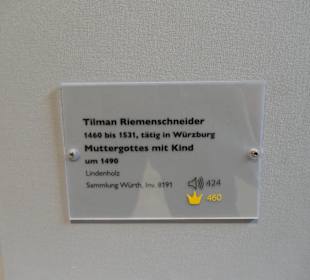 Tilman Riemenschneider
1460 bis 1531, tätig in Würzburg
Muttergottes mit Kind
um 1490
Lindenholz
Sammlung Würth, Inv. 8191
424
460